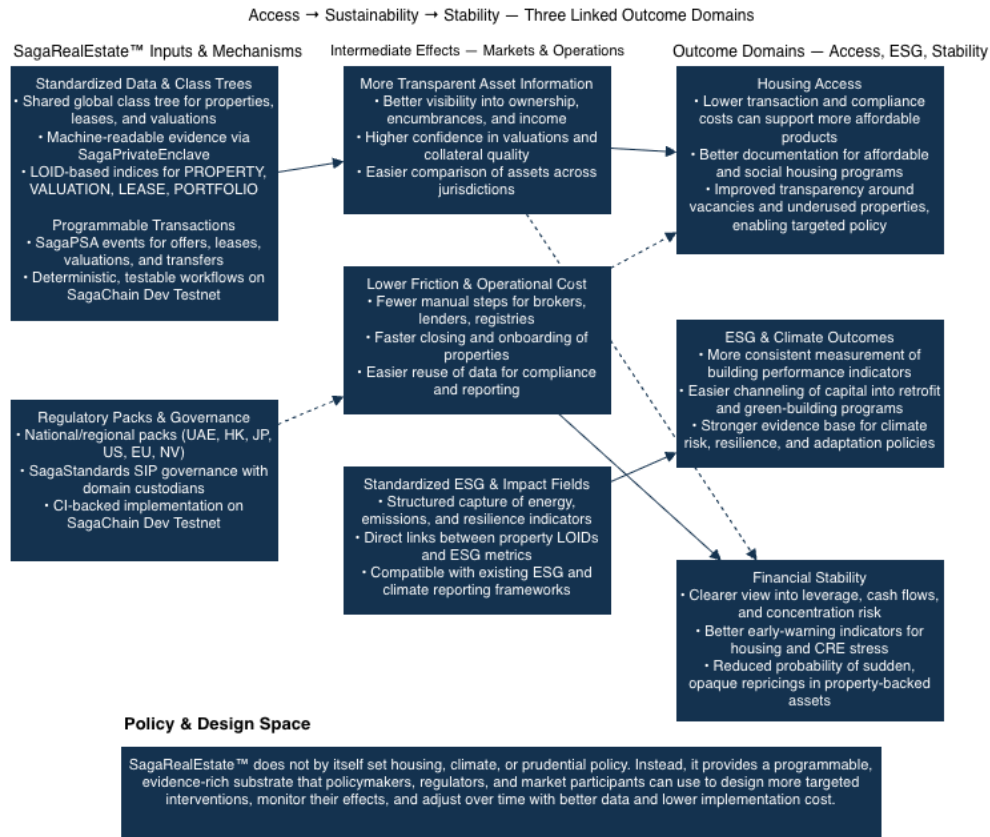 Access → Sustainability → Stability — Three Linked Outcome Domains
SagaRealEstate™ Inputs & Mechanisms
Standardized Data & Class Trees
• Shared global class tree for properties,
leases, and valuations
• Machine-readable evidence via
SagaPrivateEnclave
• LOID-based indices for PROPERTY,
VALUATION, LEASE, PORTFOLIO
Programmable Transactions
• SagaPSA events for offers, leases,
valuations, and transfers
• Deterministic, testable workflows on
SagaChain Dev Testnet
Regulatory Packs & Governance
• National/regional packs (UAE, HK, JP,
US, EU, NV)
• SagaStandards SIP governance with
domain custodians
• CI-backed implementation on
SagaChain Dev Testnet
Intermediate Effects — Markets & Operations
More Transparent Asset Information
• Better visibility into ownership,
encumbrances, and income
• Higher confidence in valuations and
collateral quality
• Easier comparison of assets across
jurisdictions
Lower Friction & Operational Cost
• Fewer manual steps for brokers,
lenders, registries
• Faster closing and onboarding of
properties
• Easier reuse of data for compliance
and reporting
Standardized ESG & Impact Fields
• Structured capture of energy,
emissions, and resilience indicators
• Direct links between property LOIDs
and ESG metrics
• Compatible with existing ESG and
climate reporting frameworks
Outcome Domains — Access, ESG, Stability
Housing Access
• Lower transaction and compliance
costs can support more affordable
products
• Better documentation for affordable
and social housing programs
• Improved transparency around
vacancies and underused properties,
enabling targeted policy
ESG & Climate Outcomes
• More consistent measurement of
building performance indicators
• Easier channeling of capital into retrofit
and green-building programs
• Stronger evidence base for climate
risk, resilience, and adaptation policies
Financial Stability
• Clearer view into leverage, cash flows,
and concentration risk
• Better early-warning indicators for
housing and CRE stress
• Reduced probability of sudden,
opaque repricings in property-backed
assets
Policy & Design Space
SagaRealEstate™ does not by itself set housing, climate, or prudential policy. Instead, it provides a programmable,
evidence-rich substrate that policymakers, regulators, and market participants can use to design more targeted
interventions, monitor their effects, and adjust over time with better data and lower implementation cost.